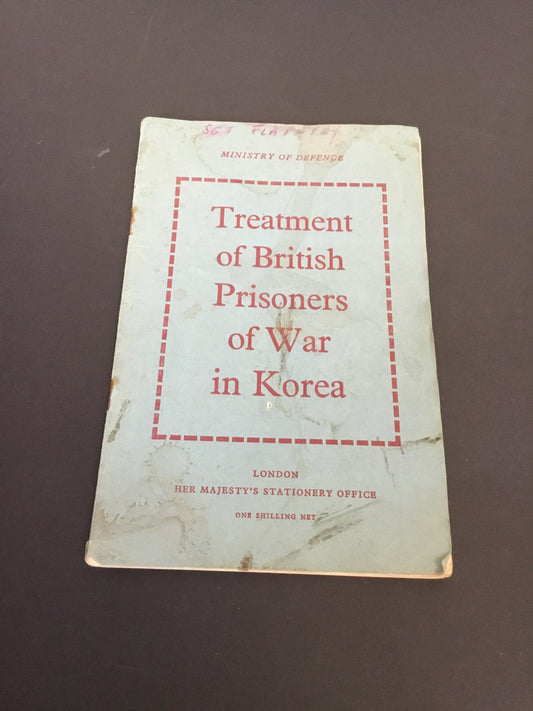 SGT
MINISTRY OF DEFENCE
Treatment
of British
Prisoners
of War
in Korea
LONDON
HER MAJESTY'S STATIONERY OFFICE
ONE SHILLING NET